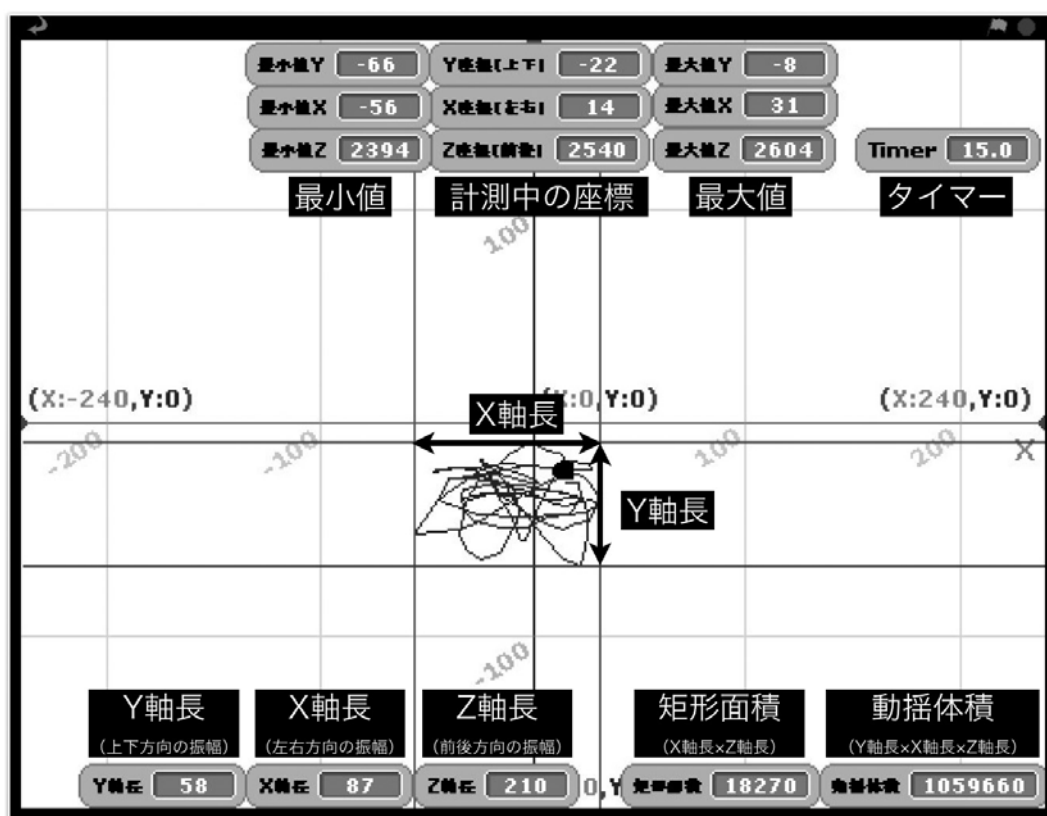 最小値Y -66 Y座標(上下) -22 最大値Y -8
最小値X -56 X座標(左右) 14 最大値X 31
最小値Z 2394 Z座標(前後) 2540 最大値Z 2604 Timer 15.0
最小値 計測中の座標 最大値 タイマー
100
(X:-240,Y:0) X:0,Y:0) (X:240,Y:0)
X軸長
-200 -100 100 200 X
Y軸長
-100
Y軸長 X軸長 Z軸長 矩形面積 動揺体積
(上下方向の振幅) (左右方向の振幅) (前後方向の振幅) (X軸長×Z軸長) (Y軸長×X軸長×Z軸長)
Y軸長 58 X軸長 87 Z軸長 210 0,Y 矩形面積 18270 動揺体積 1059660